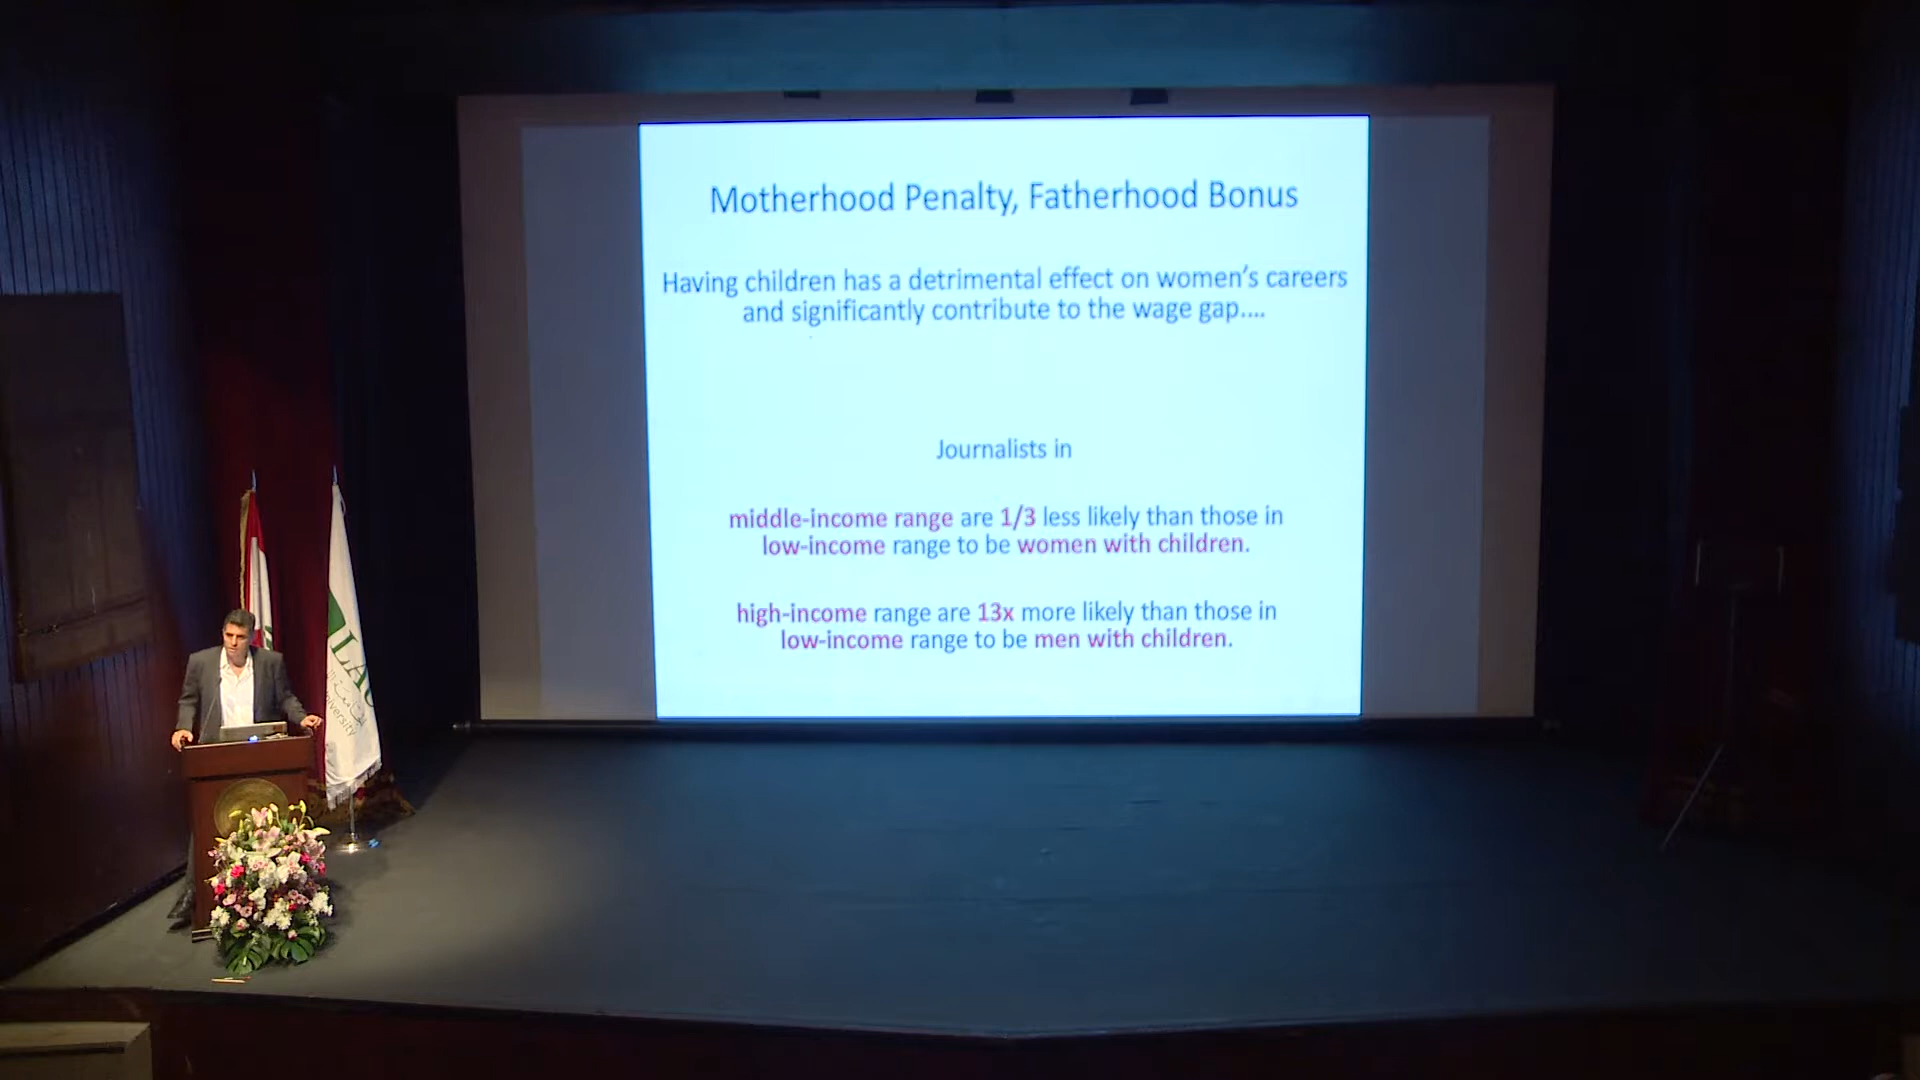 Motherhood Penalty, Fatherhood Bonus
Having children has a detrimental effect on women's careers
and significantly contribute to the wage gap....
Journalists in
middle-income range are 1/3 less likely than those in
low-income range to be women with children.
high-income range are 13x more likely than those in
low-income range to be men with children.
LAU